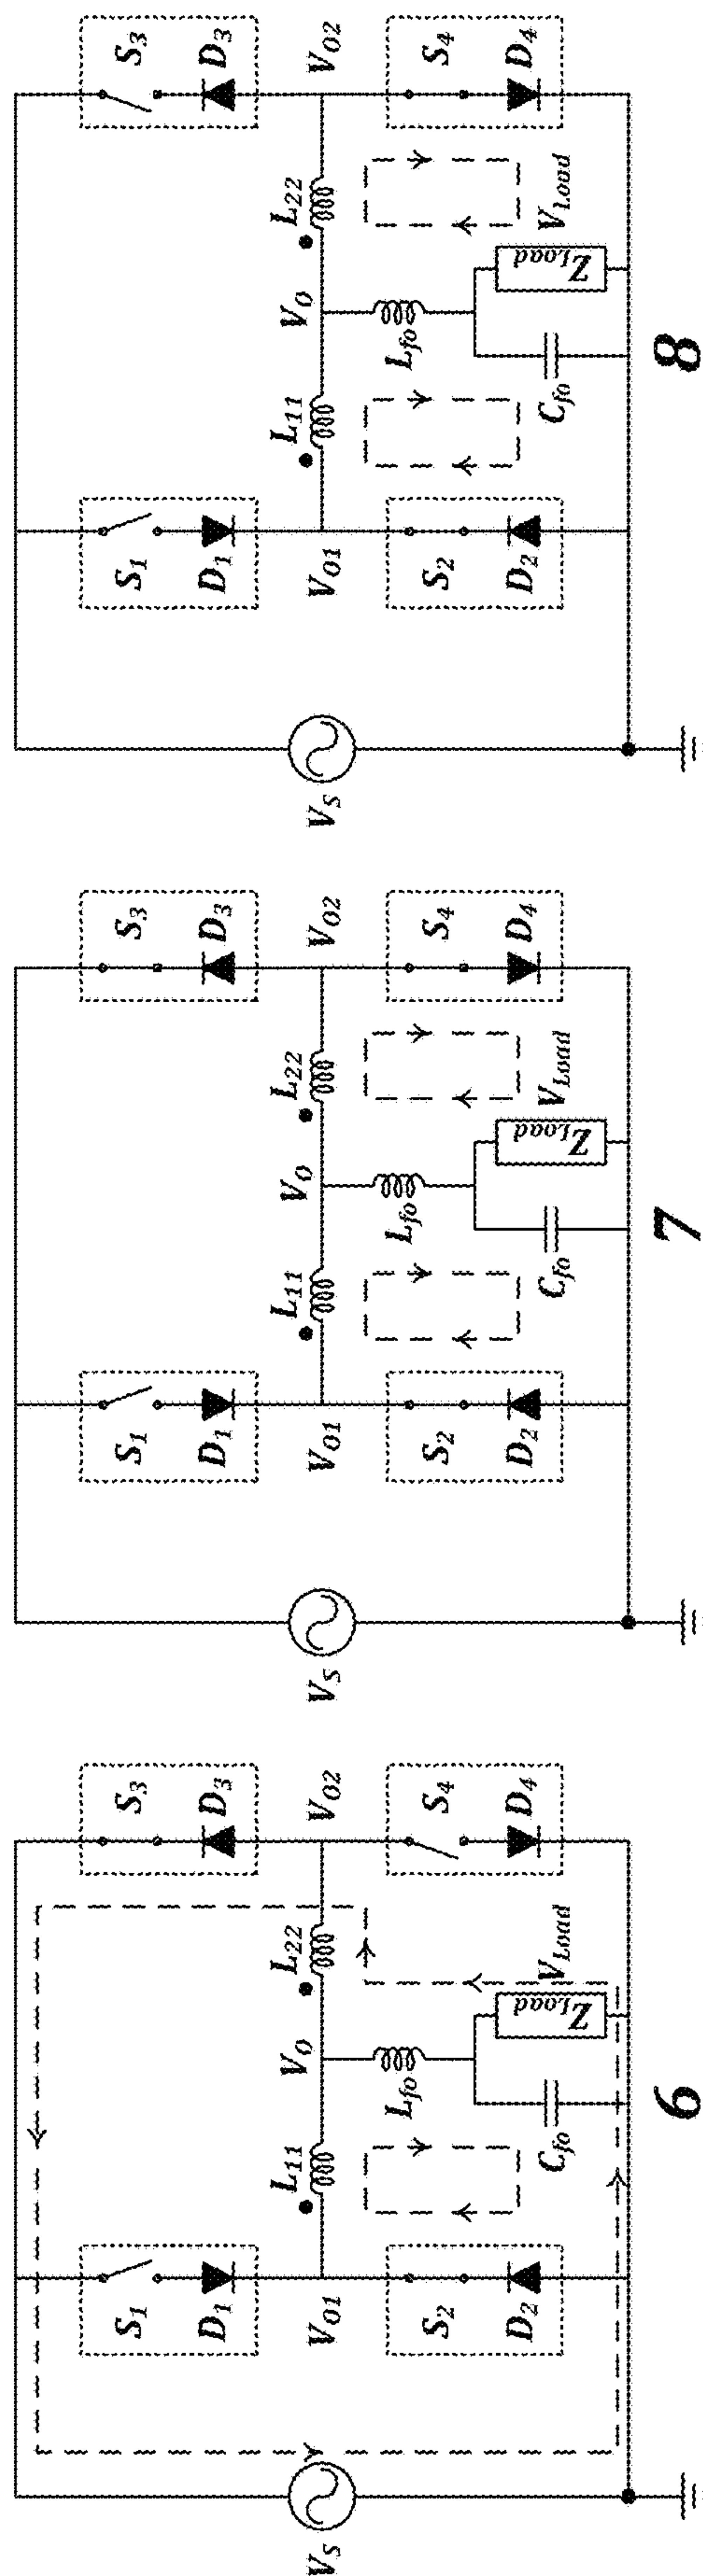 S3
D3
VO2
S4
D4
L22
VO
Lfo
VLoad
ZLoad
Cfo
L11
S1
D1
VO1
S2
D2
VS
8
S3
D3
VO2
S4
D4
L22
VO
Lfo
VLoad
ZLoad
Cfo
L11
S1
D1
VO1
S2
D2
VS
7
S3
D3
VO2
S4
D4
L22
VO
Lfo
VLoad
ZLoad
Cfo
L11
S1
D1
VO1
S2
D2
VS
6